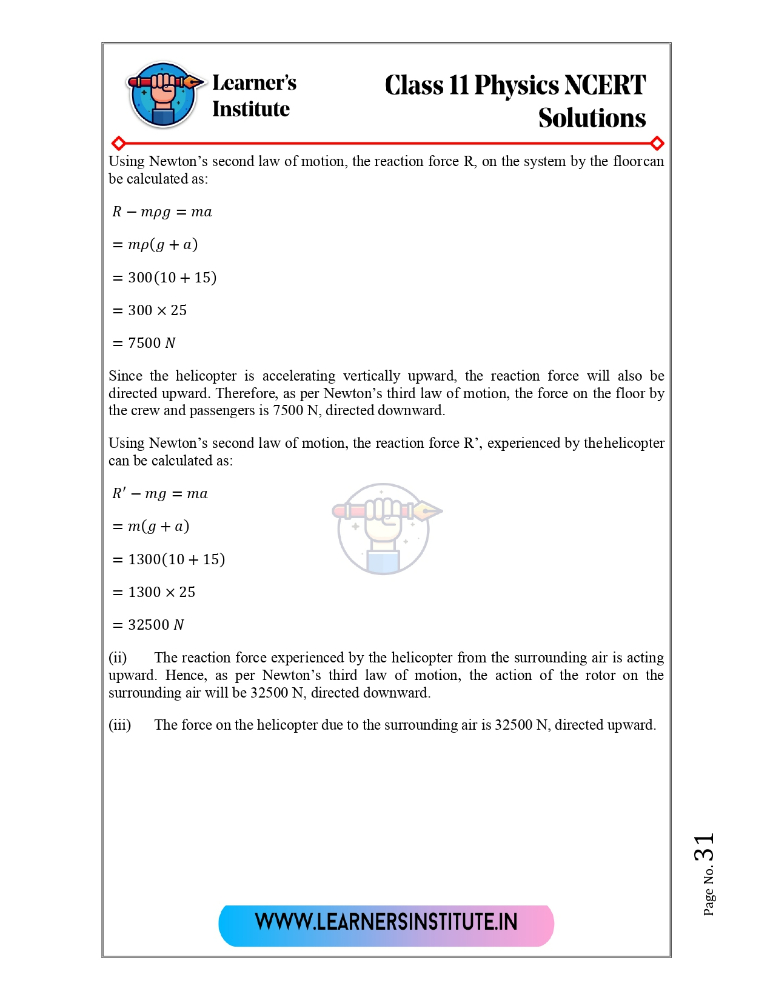 Learner's
Institute
Class 11 Physics NCERT
Solutions
Using Newton's second law of motion, the reaction force R, on the system by the floorcan
be calculated as:
R − mρg = ma
= mρ(g + a)
= 300(10 + 15)
= 300 × 25
= 7500 N
Since the helicopter is accelerating vertically upward, the reaction force will also be
directed upward. Therefore, as per Newton's third law of motion, the force on the floor by
the crew and passengers is 7500 N, directed downward.
Using Newton's second law of motion, the reaction force R', experienced by thehelicopter
can be calculated as:
R′ − mg = ma
= m(g + a)
= 1300(10 + 15)
= 1300 × 25
= 32500 N
(ii) The reaction force experienced by the helicopter from the surrounding air is acting
upward. Hence, as per Newton's third law of motion, the action of the rotor on the
surrounding air will be 32500 N, directed downward.
(iii) The force on the helicopter due to the surrounding air is 32500 N, directed upward.
Page No. 31
WWW.LEARNERSINSTITUTE.IN